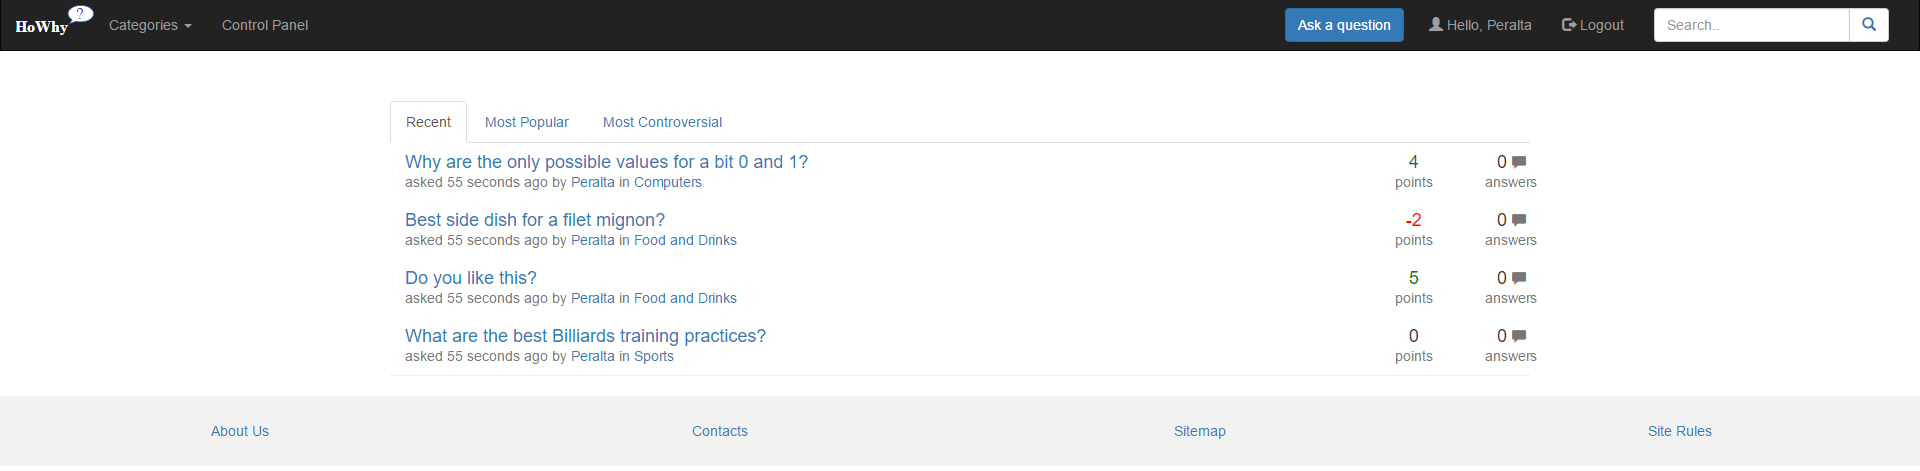 HoWhy ? Categories Control Panel Ask a question Hello, Peralta Logout Search..
Recent Most Popular Most Controversial
Why are the only possible values for a bit 0 and 1? 4 0
asked 55 seconds ago by Peralta in Computers points answers
Best side dish for a filet mignon? -2 0
asked 55 seconds ago by Peralta in Food and Drinks points answers
Do you like this? 5 0
asked 55 seconds ago by Peralta in Food and Drinks points answers
What are the best Billiards training practices? 0 0
asked 55 seconds ago by Peralta in Sports points answers
About Us Contacts Sitemap Site Rules